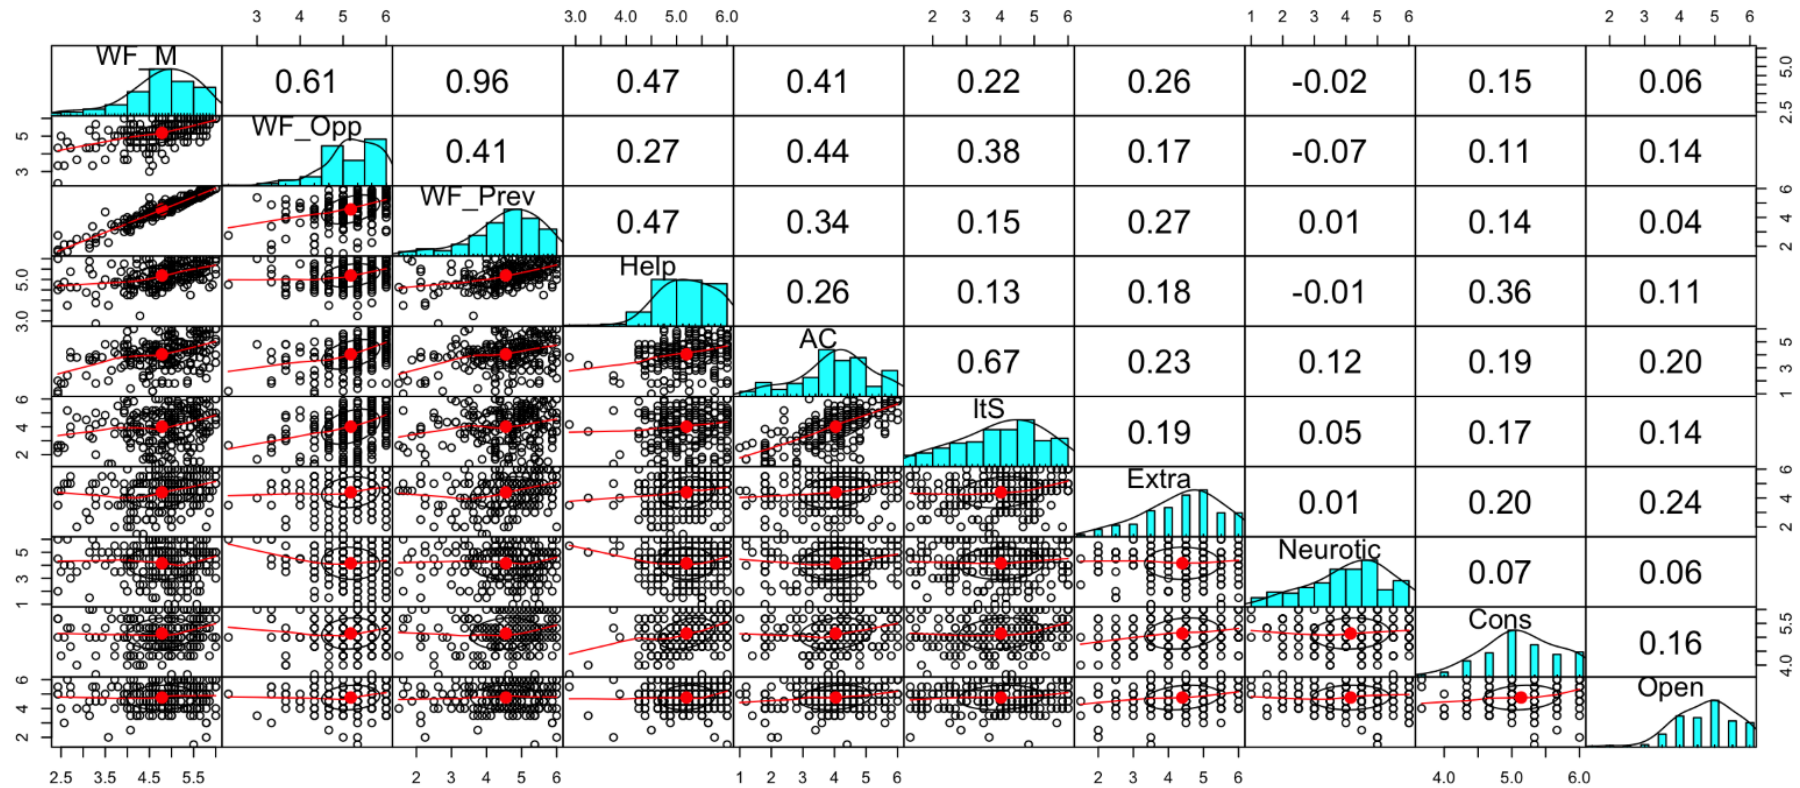 3 4 5 6 3.0 4.0 5.0 6.0 2 3 4 5 6 1 2 3 4 5 6 2 3 4 5 6
WF_M 0.61 0.96 0.47 0.41 0.22 0.26 -0.02 0.15 0.06 2.5 5.0
3 5 WF_Opp 0.41 0.27 0.44 0.38 0.17 -0.07 0.11 0.14
WF_Prev 0.47 0.34 0.15 0.27 0.01 0.14 0.04 2 4 6
3.0 5.0 Help 0.26 0.13 0.18 -0.01 0.36 0.11
AC 0.67 0.23 0.12 0.19 0.20 1 3 5
2 4 6 ItS 0.19 0.05 0.17 0.14
Extra 0.01 0.20 0.24 2 4 6
1 3 5 Neurotic 0.07 0.06
Cons 0.16 4.0 5.5
2 4 6 Open
2.5 3.5 4.5 5.5 2 3 4 5 6 1 2 3 4 5 6 2 3 4 5 6 4.0 5.0 6.0